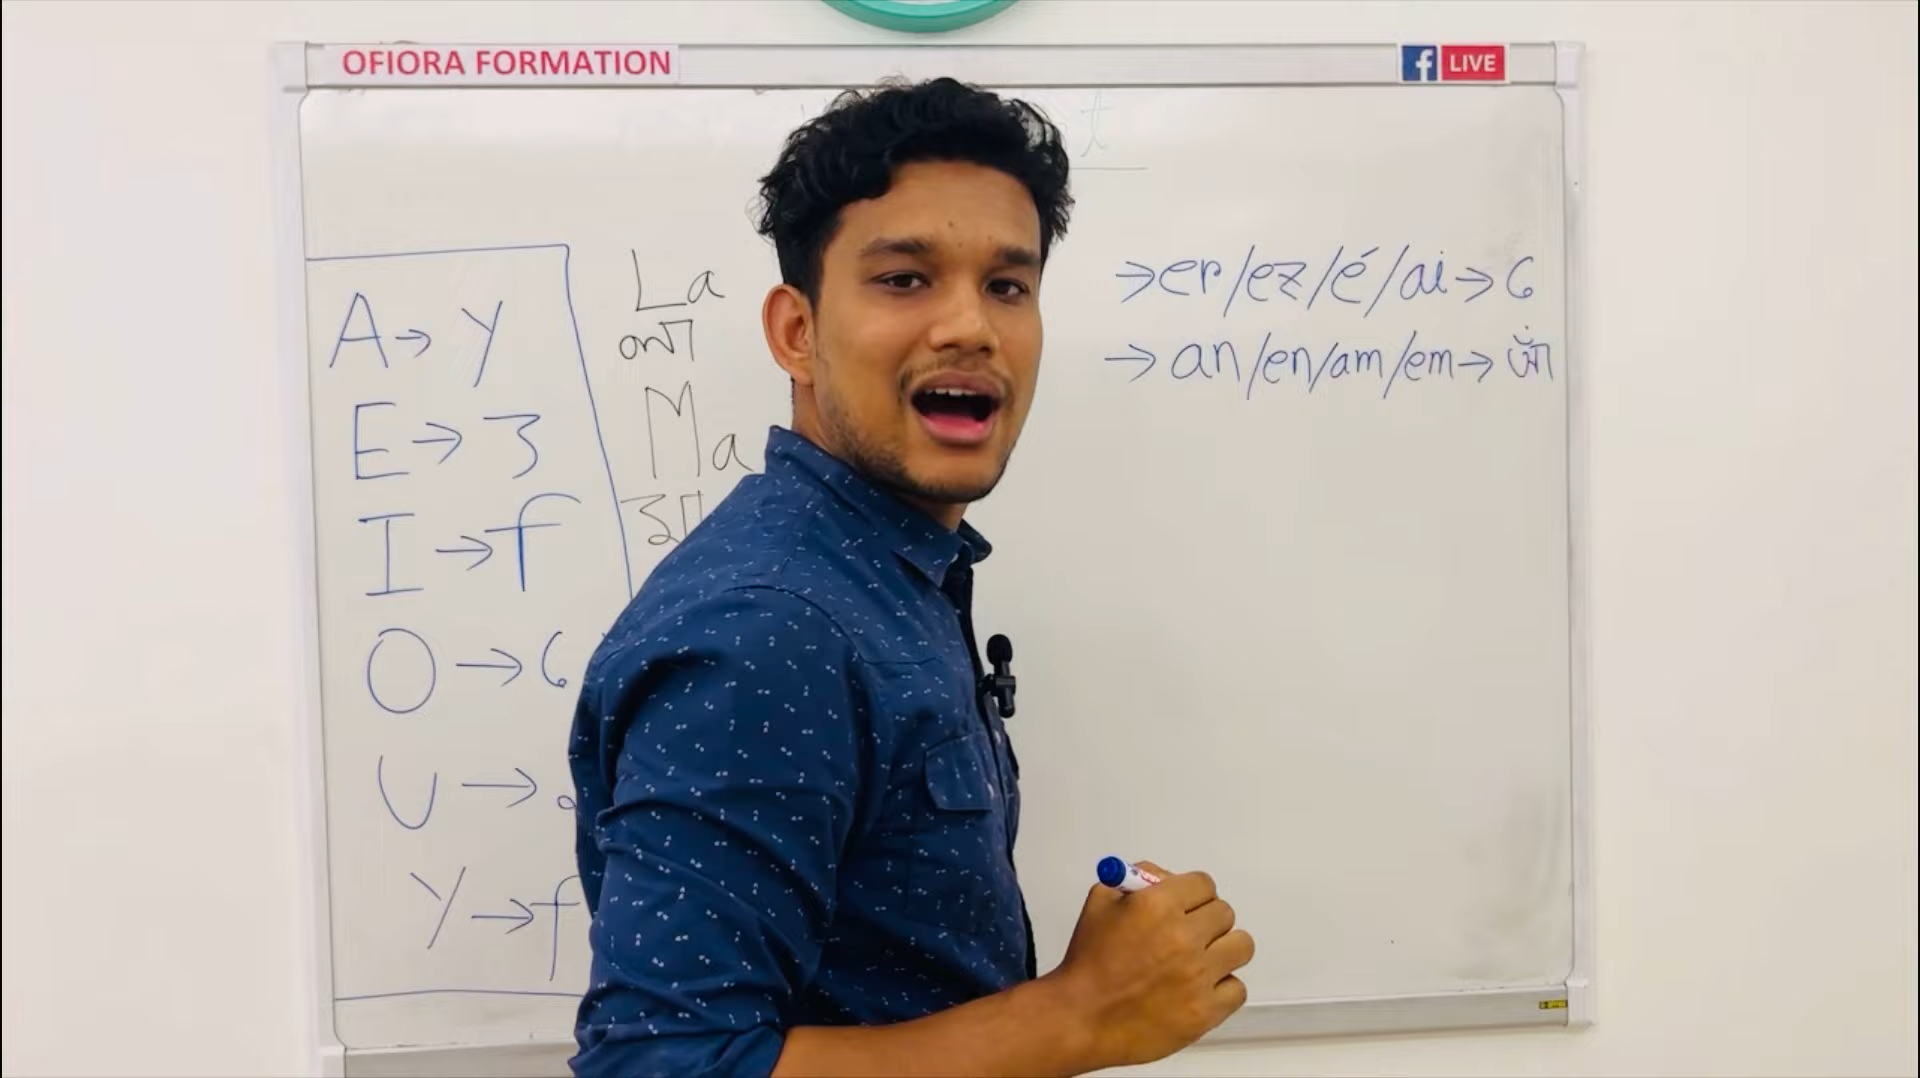 OFIORA FORMATION
f LIVE
A → Y
E → 3
I → f
O → 6
U →
Y → f
La
লা
Ma
মা
→ er/ez/é/ai → 6
→ an/en/am/em →